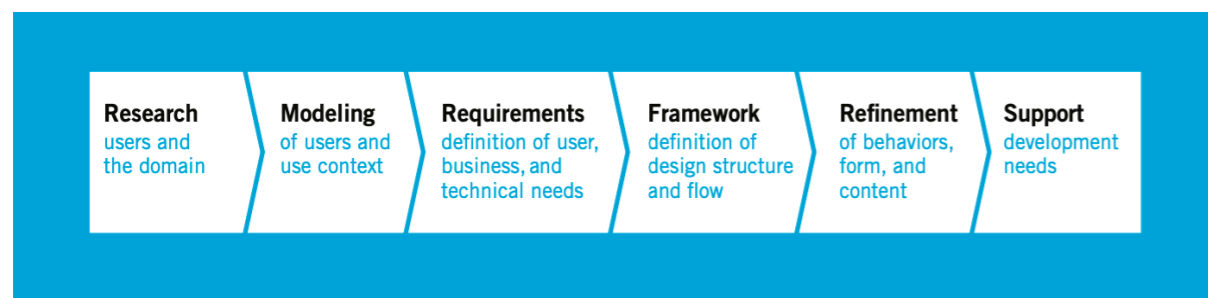 Research
users and
the domain
Modeling
of users and
use context
Requirements
definition of user,
business, and
technical needs
Framework
definition of
design structure
and flow
Refinement
of behaviors,
form, and
content
Support
development
needs